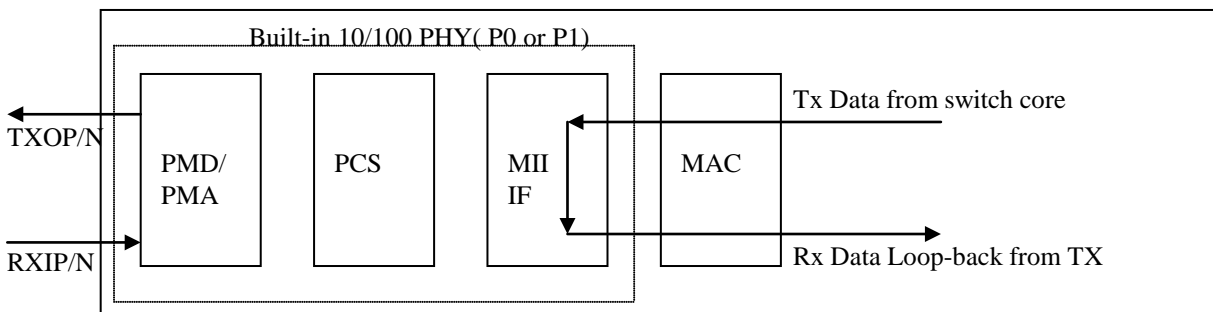 Built-in 10/100 PHY( P0 or P1)
Tx Data from switch core
TXOP/N
PMD/
PMA
PCS
MII
IF
MAC
RXIP/N
Rx Data Loop-back from TX